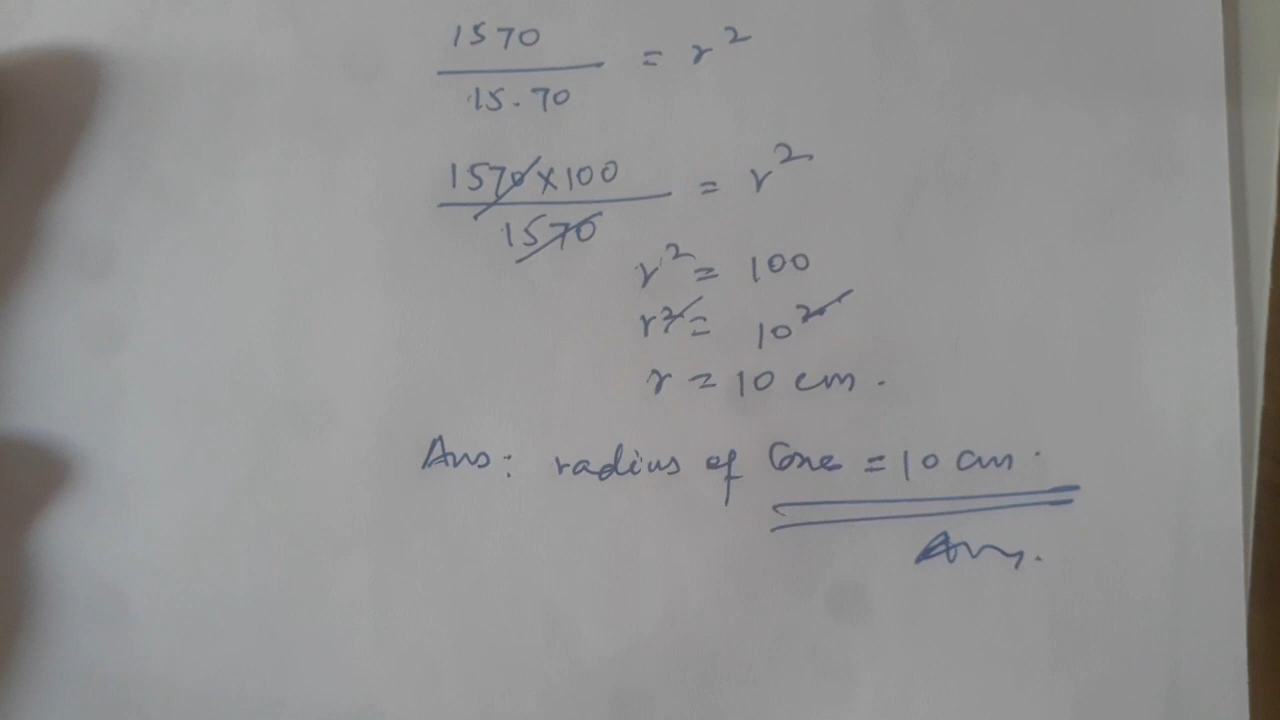 1570
—— = r²
15.70
1570×100
———— = r²
1570
r² = 100
r² = 10²
r = 10 cm.
Ans: radius of Cone = 10 cm.
Ans.